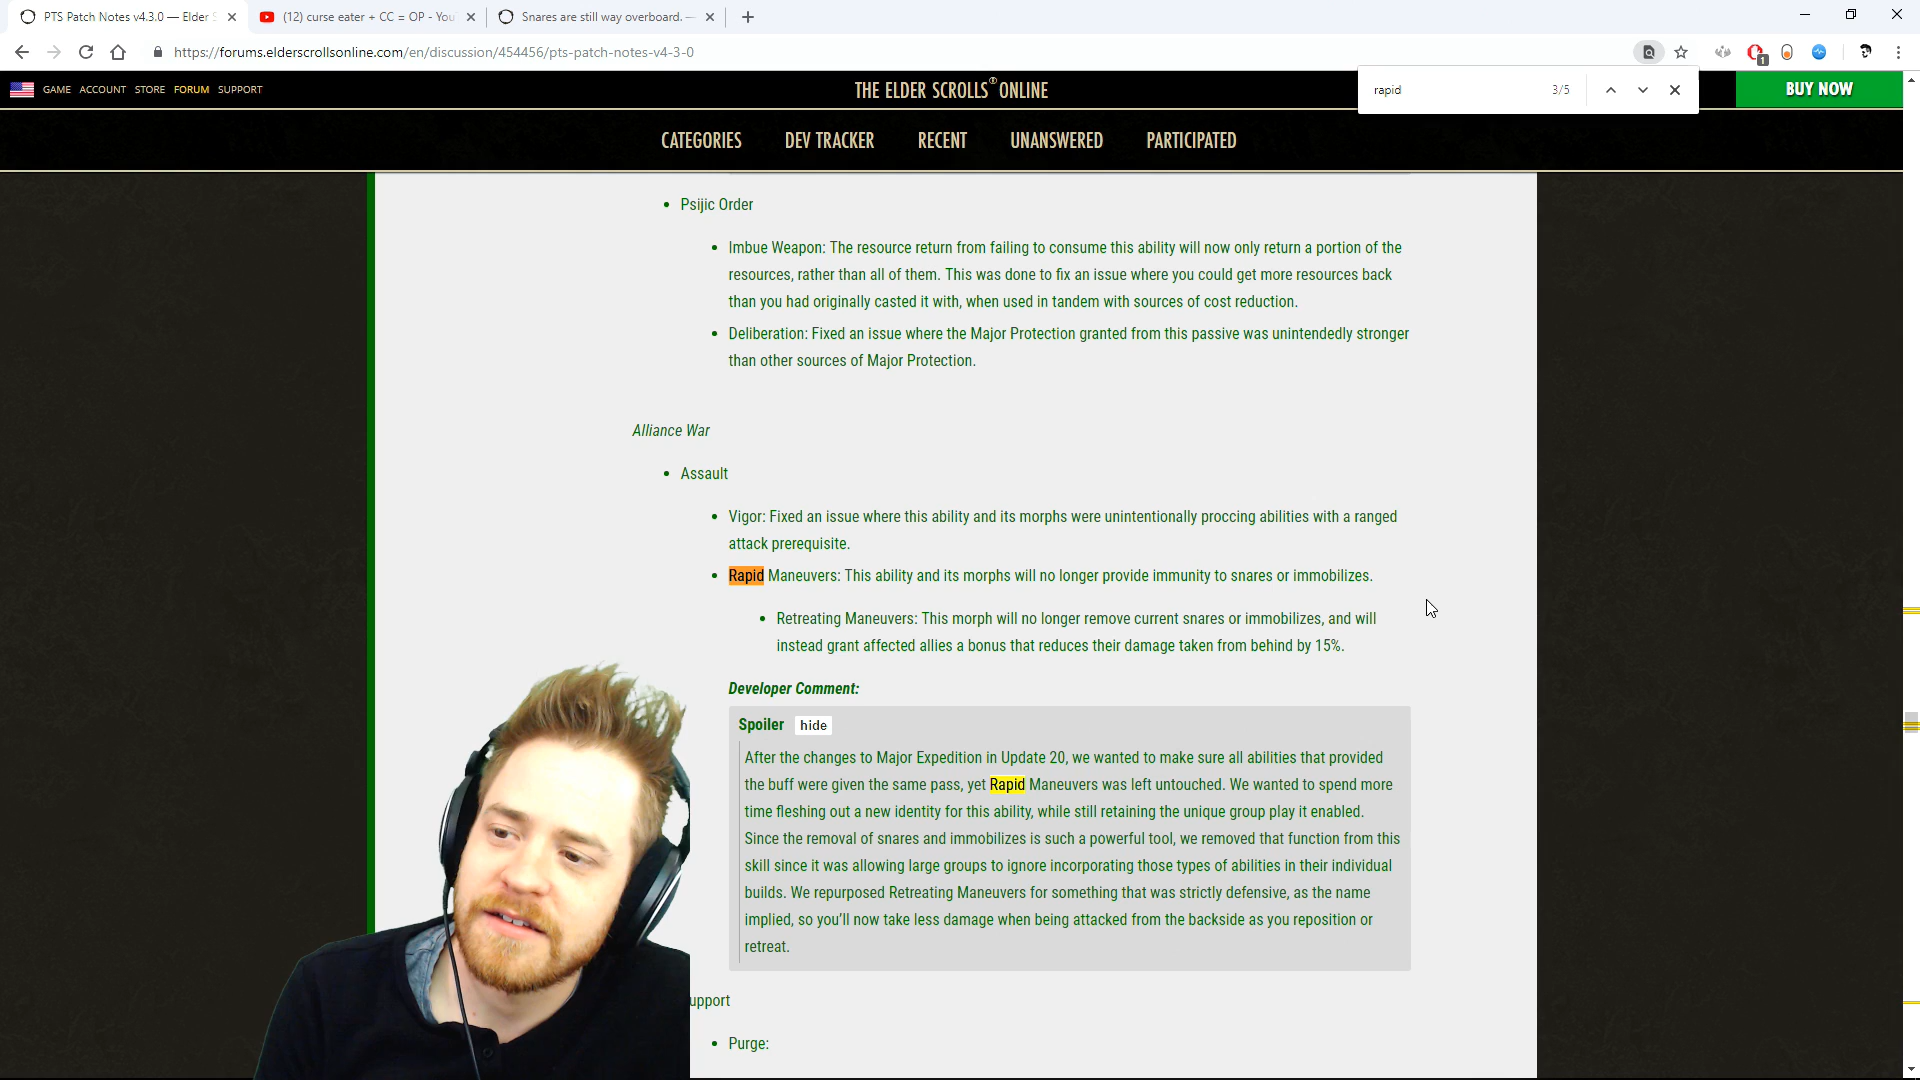 PTS Patch Notes v4.3.0 — Elder S
(12) curse eater + CC = OP - You
Snares are still way overboard. —
https://forums.elderscrollsonline.com/en/discussion/454456/pts-patch-notes-v4-3-0
1
rapid 3/5
GAME ACCOUNT STORE FORUM SUPPORT
THE ELDER SCROLLS ONLINE
BUY NOW
CATEGORIES DEV TRACKER RECENT UNANSWERED PARTICIPATED
• Psijic Order
• Imbue Weapon: The resource return from failing to consume this ability will now only return a portion of the
resources, rather than all of them. This was done to fix an issue where you could get more resources back
than you had originally casted it with, when used in tandem with sources of cost reduction.
• Deliberation: Fixed an issue where the Major Protection granted from this passive was unintendedly stronger
than other sources of Major Protection.
Alliance War
• Assault
• Vigor: Fixed an issue where this ability and its morphs were unintentionally proccing abilities with a ranged
attack prerequisite.
• Rapid Maneuvers: This ability and its morphs will no longer provide immunity to snares or immobilizes.
• Retreating Maneuvers: This morph will no longer remove current snares or immobilizes, and will
instead grant affected allies a bonus that reduces their damage taken from behind by 15%.
Developer Comment:
Spoiler hide
After the changes to Major Expedition in Update 20, we wanted to make sure all abilities that provided
the buff were given the same pass, yet Rapid Maneuvers was left untouched. We wanted to spend more
time fleshing out a new identity for this ability, while still retaining the unique group play it enabled.
Since the removal of snares and immobilizes is such a powerful tool, we removed that function from this
skill since it was allowing large groups to ignore incorporating those types of abilities in their individual
builds. We repurposed Retreating Maneuvers for something that was strictly defensive, as the name
implied, so you'll now take less damage when being attacked from the backside as you reposition or
retreat.
upport
• Purge: